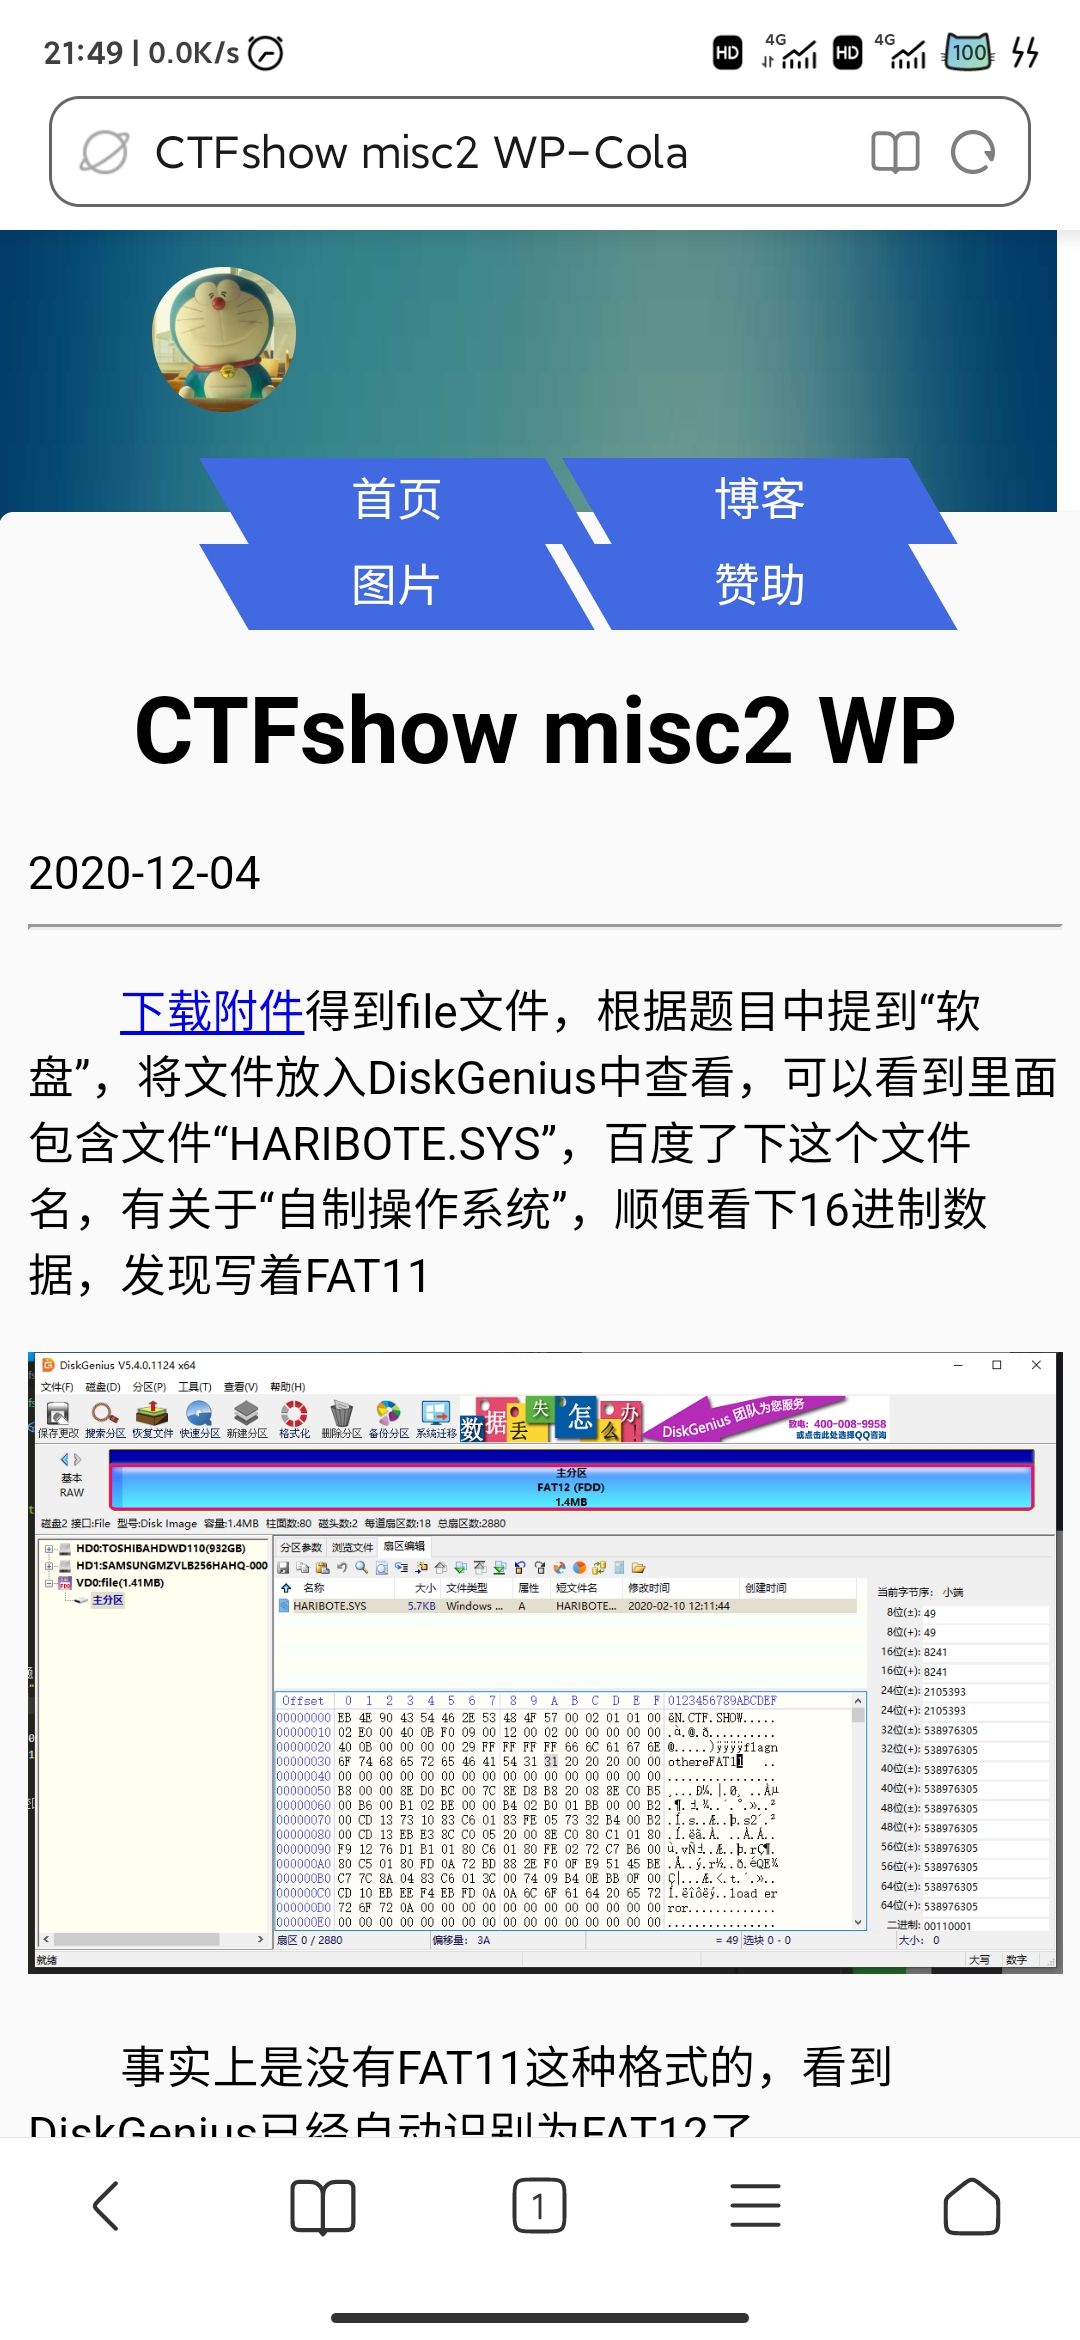 21:49 | 0.0K/s
HD 4G HD 4G 100
CTFshow misc2 WP-Cola
首页 博客
图片 赞助
CTFshow misc2 WP
2020-12-04
下载附件得到file文件，根据题目中提到“软
盘”，将文件放入DiskGenius中查看，可以看到里面
包含文件“HARIBOTE.SYS”，百度了下这个文件
名，有关于“自制操作系统”，顺便看下16进制数
据，发现写着FAT11
DiskGenius V5.4.0.1124 x64
文件(F) 磁盘(D) 分区(P) 工具(T) 查看(V) 帮助(H)
保存更改 搜索分区 恢复文件 快速分区 新建分区 格式化 删除分区 备份分区 系统迁移
数据丢失怎么办!
DiskGenius 团队为您服务
致电：400-008-9958
或点击此处选择QQ咨询
基本
RAW
主分区
FAT12 (FDD)
1.4MB
磁盘2 接口:File 型号:Disk Image 容量:1.4MB 柱面数:80 磁头数:2 每道扇区数:18 总扇区数:2880
HD0:TOSHIBAHDWD110(932GB)
HD1:SAMSUNGMZVLB256HAHQ-000
VD0:file(1.41MB)
主分区
分区参数 浏览文件 扇区编辑
名称 大小 文件类型 属性 短文件名 修改时间 创建时间
HARIBOTE.SYS 5.7KB Windows ... A HARIBOTE... 2020-02-10 12:11:44
Offset 0 1 2 3 4 5 6 7 8 9 A B C D E F 0123456789ABCDEF
00000000 EB 4E 90 43 54 46 2E 53 48 4F 57 00 02 01 01 00 ëN.CTF.SHOW.....
00000010 02 E0 00 40 0B F0 09 00 12 00 02 00 00 00 00 00 .à.@.ð..........
00000020 40 0B 00 00 00 00 29 FF FF FF FF 66 6C 61 67 6E @.....)ÿÿÿÿflagn
00000030 6F 74 68 65 72 65 46 41 54 31 31 20 20 20 00 00 othereFAT11 ..
00000040 00 00 00 00 00 00 00 00 00 00 00 00 00 00 00 00 ................
00000050 B8 00 00 8E D0 BC 00 7C 8E D8 B8 20 08 8E C0 B5
00000060 00 B6 00 B1 02 BE 00 00 B4 02 B0 01 BB 00 00 B2
00000070 00 CD 13 73 10 83 C6 01 83 FE 05 73 32 B4 00 B2
00000080 00 CD 13 EB E3 8C C0 05 20 00 8E C0 80 C1 01 80
00000090 F9 12 76 D1 B1 01 80 C6 01 80 FE 02 72 C7 B6 00
000000A0 80 C5 01 80 FD 0A 72 BD 88 2E F0 0F E9 51 45 BE
000000B0 C7 7C 8A 04 83 C6 01 3C 00 74 09 B4 0E BB 0F 00
000000C0 CD 10 EB EE F4 EB FD 0A 0A 6C 6F 61 64 20 65 72 Í.ëîôëý..load er
000000D0 72 6F 72 0A 00 00 00 00 00 00 00 00 00 00 00 00 ror.............
000000E0 00 00 00 00 00 00 00 00 00 00 00 00 00 00 00 00 ................
扇区 0 / 2880 偏移量: 3A = 49 选块 0 - 0 大小: 0
当前字节序: 小端
8位(±): 49
8位(+): 49
16位(±): 8241
16位(+): 8241
24位(±): 2105393
24位(+): 2105393
32位(±): 538976305
32位(+): 538976305
40位(±): 538976305
40位(+): 538976305
48位(±): 538976305
48位(+): 538976305
56位(±): 538976305
56位(+): 538976305
64位(±): 538976305
64位(+): 538976305
二进制: 00110001
就绪 大写 数字
事实上是没有FAT11这种格式的，看到
DiskGenius已经自动识别为FAT12了
1